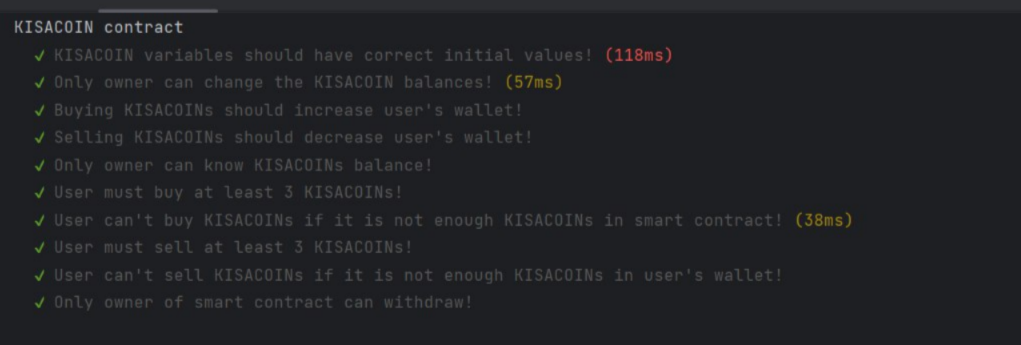 KISACOIN contract
✓ KISACOIN variables should have correct initial values! (118ms)
✓ Only owner can change the KISACOIN balances! (57ms)
✓ Buying KISACOINs should increase user's wallet!
✓ Selling KISACOINs should decrease user's wallet!
✓ Only owner can know KISACOINs balance!
✓ User must buy at least 3 KISACOINs!
✓ User can't buy KISACOINs if it is not enough KISACOINs in smart contract! (38ms)
✓ User must sell at least 3 KISACOINs!
✓ User can't sell KISACOINs if it is not enough KISACOINs in user's wallet!
✓ Only owner of smart contract can withdraw!